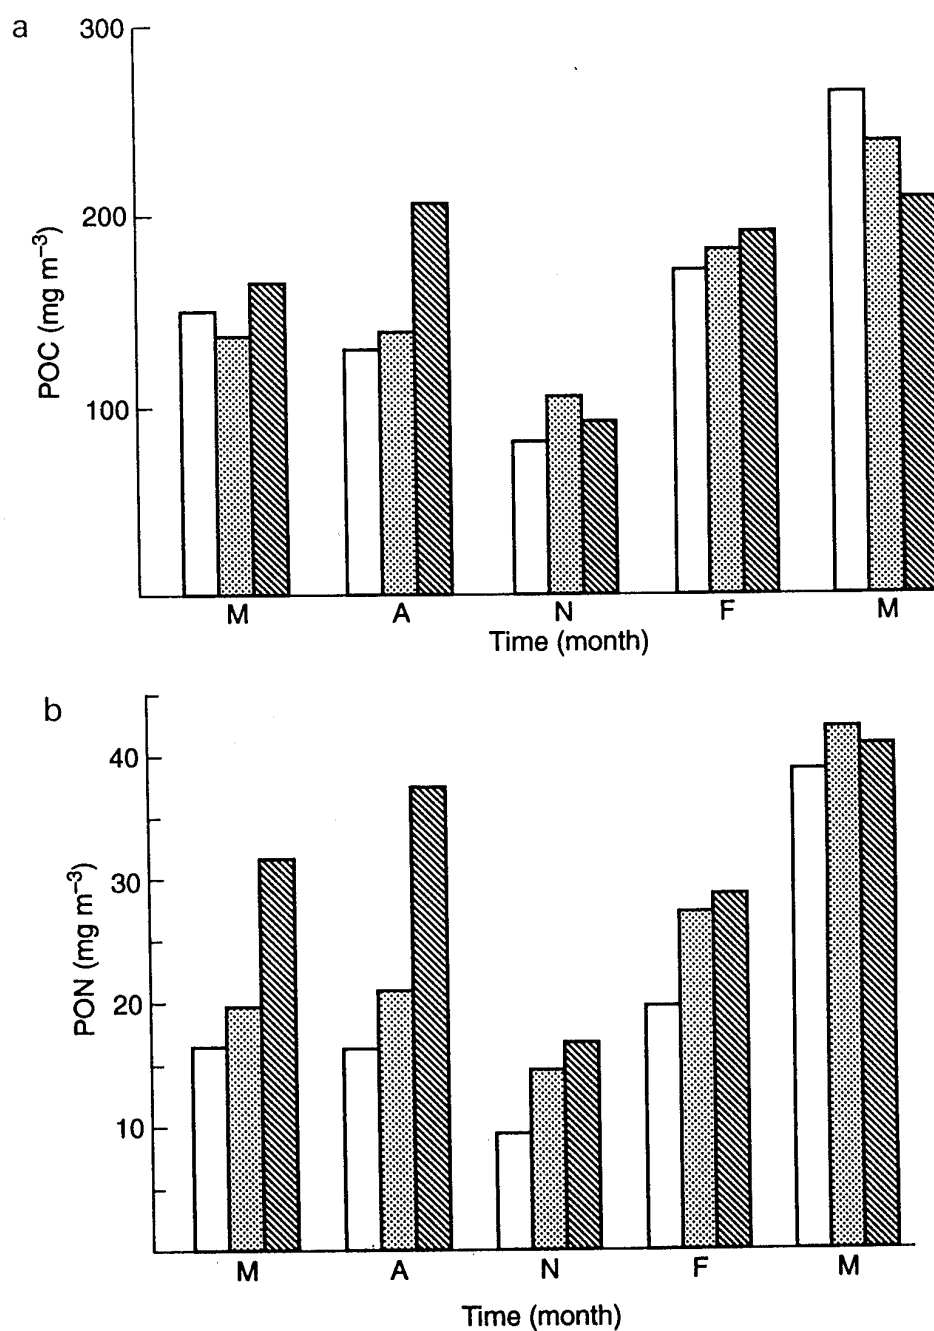 a
300
200
100
POC (mg m⁻³)
M A N F M
Time (month)
b
40
30
20
10
PON (mg m⁻³)
M A N F M
Time (month)